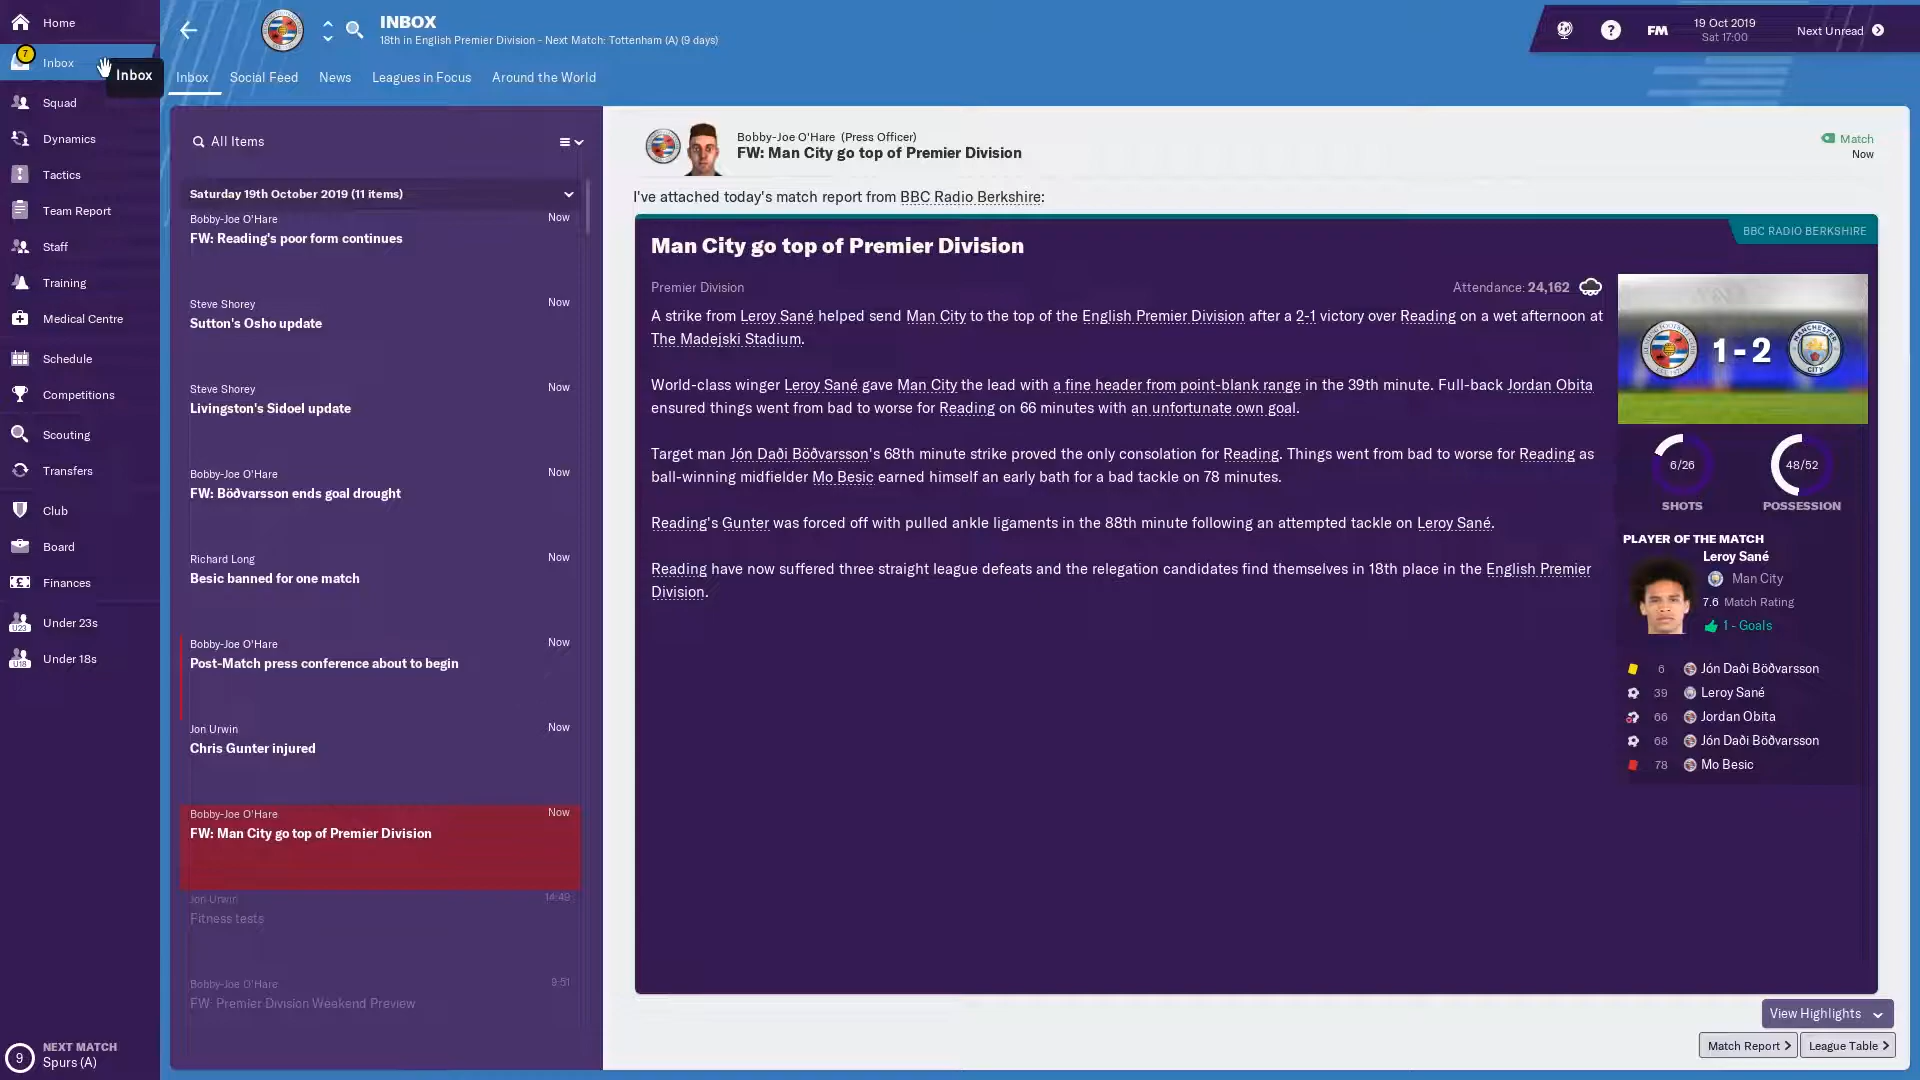 Home
7
Inbox
Inbox
Squad
Dynamics
Tactics
Team Report
Staff
Training
Medical Centre
Schedule
Competitions
Scouting
Transfers
Club
Board
Finances
U23
Under 23s
U18
Under 18s
9
NEXT MATCH
Spurs (A)
INBOX
18th in English Premier Division - Next Match: Tottenham (A) (9 days)
FM
19 Oct 2019
Sat 17:00
Next Unread
Inbox
Social Feed
News
Leagues in Focus
Around the World
All Items
Saturday 19th October 2019 (11 items)
Bobby-Joe O'Hare
Now
FW: Reading's poor form continues
Steve Shorey
Now
Sutton's Osho update
Steve Shorey
Now
Livingston's Sidoel update
Bobby-Joe O'Hare
Now
FW: Böðvarsson ends goal drought
Richard Long
Now
Besic banned for one match
Bobby-Joe O'Hare
Now
Post-Match press conference about to begin
Jon Urwin
Now
Chris Gunter injured
Bobby-Joe O'Hare
Now
FW: Man City go top of Premier Division
Jon Urwin
14:49
Fitness tests
Bobby-Joe O'Hare
9:51
FW: Premier Division Weekend Preview
Bobby-Joe O'Hare (Press Officer)
FW: Man City go top of Premier Division
Match
Now
I've attached today's match report from BBC Radio Berkshire:
BBC RADIO BERKSHIRE
Man City go top of Premier Division
Premier Division
Attendance: 24,162
A strike from Leroy Sané helped send Man City to the top of the English Premier Division after a 2-1 victory over Reading on a wet afternoon at
The Madejski Stadium.
World-class winger Leroy Sané gave Man City the lead with a fine header from point-blank range in the 39th minute. Full-back Jordan Obita
ensured things went from bad to worse for Reading on 66 minutes with an unfortunate own goal.
Target man Jón Daði Böðvarsson's 68th minute strike proved the only consolation for Reading. Things went from bad to worse for Reading as
ball-winning midfielder Mo Besic earned himself an early bath for a bad tackle on 78 minutes.
Reading's Gunter was forced off with pulled ankle ligaments in the 88th minute following an attempted tackle on Leroy Sané.
Reading have now suffered three straight league defeats and the relegation candidates find themselves in 18th place in the English Premier
Division.
1 - 2
6/26
48/52
SHOTS
POSSESSION
PLAYER OF THE MATCH
Leroy Sané
Man City
7.6 Match Rating
1 - Goals
6 Jón Daði Böðvarsson
39 Leroy Sané
66 Jordan Obita
68 Jón Daði Böðvarsson
78 Mo Besic
View Highlights
Match Report
League Table